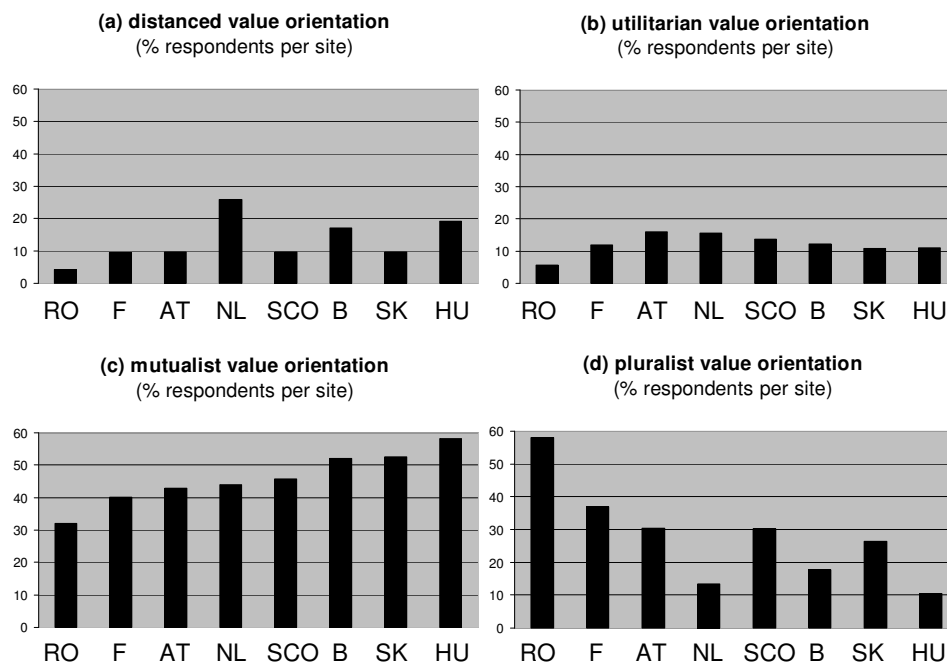 (a) distanced value orientation
(% respondents per site)
60
50
40
30
20
10
0
RO F AT NL SCO B SK HU
(b) utilitarian value orientation
(% respondents per site)
60
50
40
30
20
10
0
RO F AT NL SCO B SK HU
(c) mutualist value orientation
(% respondents per site)
60
50
40
30
20
10
0
RO F AT NL SCO B SK HU
(d) pluralist value orientation
(% respondents per site)
60
50
40
30
20
10
0
RO F AT NL SCO B SK HU